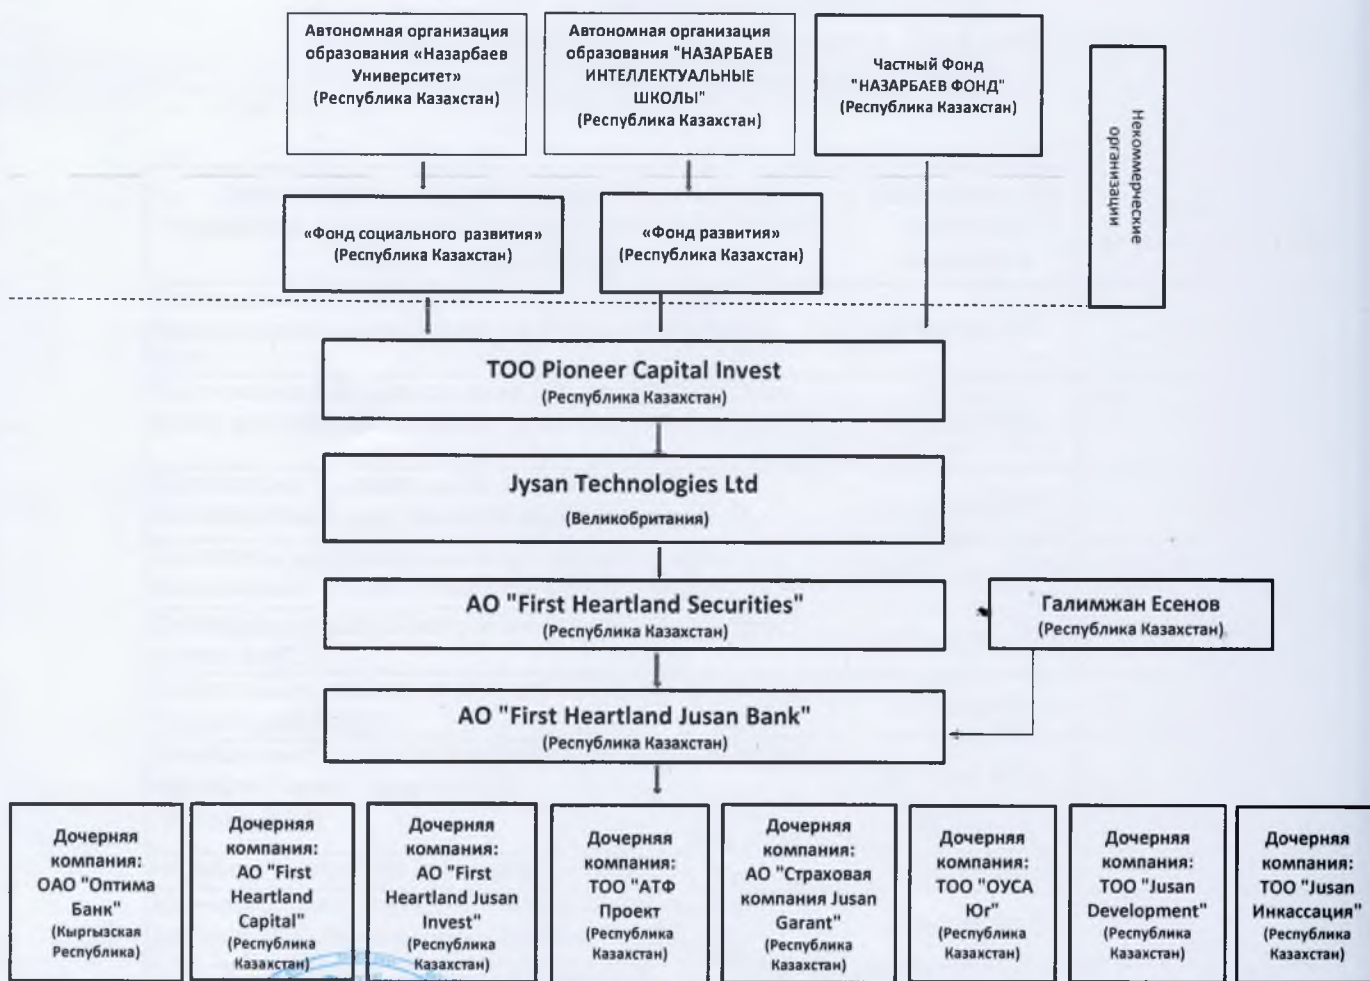 Автономная организация
образования «Назарбаев
Университет»
(Республика Казахстан)
Автономная организация
образования "НАЗАРБАЕВ
ИНТЕЛЛЕКТУАЛЬНЫЕ
ШКОЛЫ"
(Республика Казахстан)
Частный Фонд
"НАЗАРБАЕВ ФОНД"
(Республика Казахстан)
Некоммерческие
организации
«Фонд социального развития»
(Республика Казахстан)
«Фонд развития»
(Республика Казахстан)
ТОО Pioneer Capital Invest
(Республика Казахстан)
Jysan Technologies Ltd
(Великобритания)
АО "First Heartland Securities"
(Республика Казахстан)
Галимжан Есенов
(Республика Казахстан)
АО "First Heartland Jusan Bank"
(Республика Казахстан)
Дочерняя
компания:
ОАО "Оптима
Банк"
(Кыргызская
Республика)
Дочерняя
компания:
АО "First
Heartland
Capital"
(Республика
Казахстан)
Дочерняя
компания:
АО "First
Heartland Jusan
Invest"
(Республика
Казахстан)
Дочерняя
компания:
ТОО "АТФ
Проект
(Республика
Казахстан)
Дочерняя
компания:
АО "Страховая
компания Jusan
Garant"
(Республика
Казахстан)
Дочерняя
компания:
ТОО "ОУСА
Юг"
(Республика
Казахстан)
Дочерняя
компания:
ТОО "Jusan
Development"
(Республика
Казахстан)
Дочерняя
компания:
ТОО "Jusan
Инкассация"
(Республика
Казахстан)